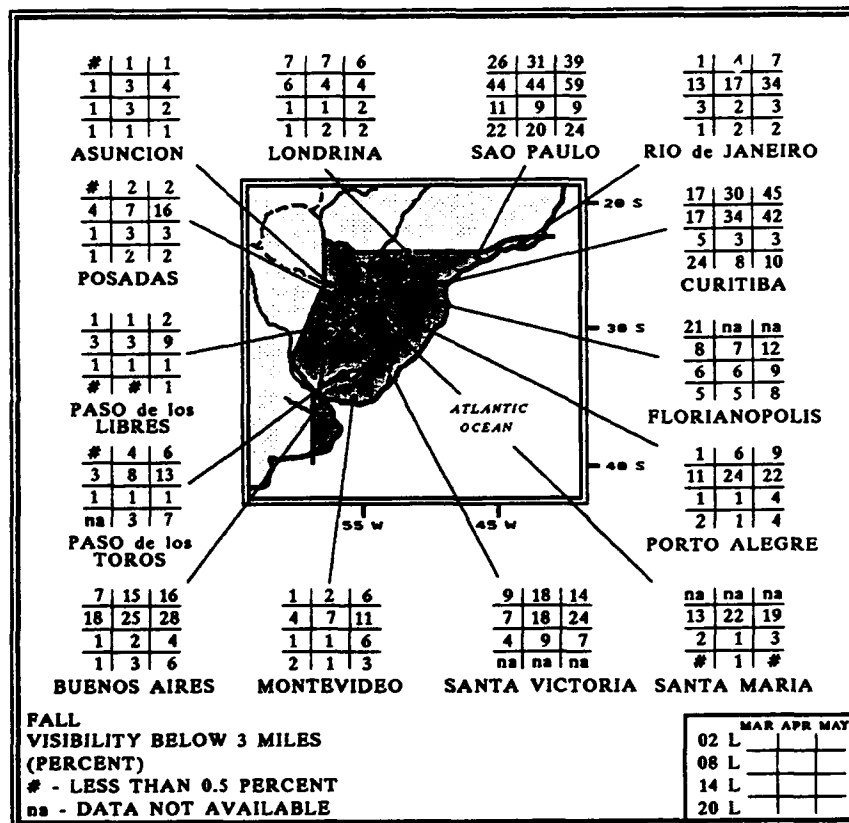 # 1 1
1 3 4
1 3 2
1 1 1
ASUNCION
7 7 6
6 4 4
1 1 2
1 2 2
LONDRINA
26 31 39
44 44 59
11 9 9
22 20 24
SAO PAULO
1 7
13 17 34
3 2 3
1 2 2
RIO de JANEIRO
# 2 2
4 7 16
1 3 3
1 2 2
POSADAS
20 S
30 S
40 S
55 W
45 W
ATLANTIC
OCEAN
17 30 45
17 34 42
5 3 3
24 8 10
CURITIBA
1 1 2
3 3 9
1 1 1
# # 1
PASO de los
LIBRES
21 na na
8 7 12
6 6 9
5 5 8
FLORIANOPOLIS
# 4 6
3 8 13
1 1 1
na 3 7
PASO de los
TOROS
1 6 9
11 24 22
1 1 4
2 1 4
PORTO ALEGRE
7 15 16
18 25 28
1 2 4
1 3 6
BUENOS AIRES
1 2 6
4 7 11
1 1 6
2 1 3
MONTEVIDEO
9 18 14
7 18 24
4 9 7
na na na
SANTA VICTORIA
na na na
13 22 19
2 1 3
# 1 #
SANTA MARIA
FALL
VISIBILITY BELOW 3 MILES
(PERCENT)
# - LESS THAN 0.5 PERCENT
na - DATA NOT AVAILABLE
MAR APR MAY
02 L
08 L
14 L
20 L